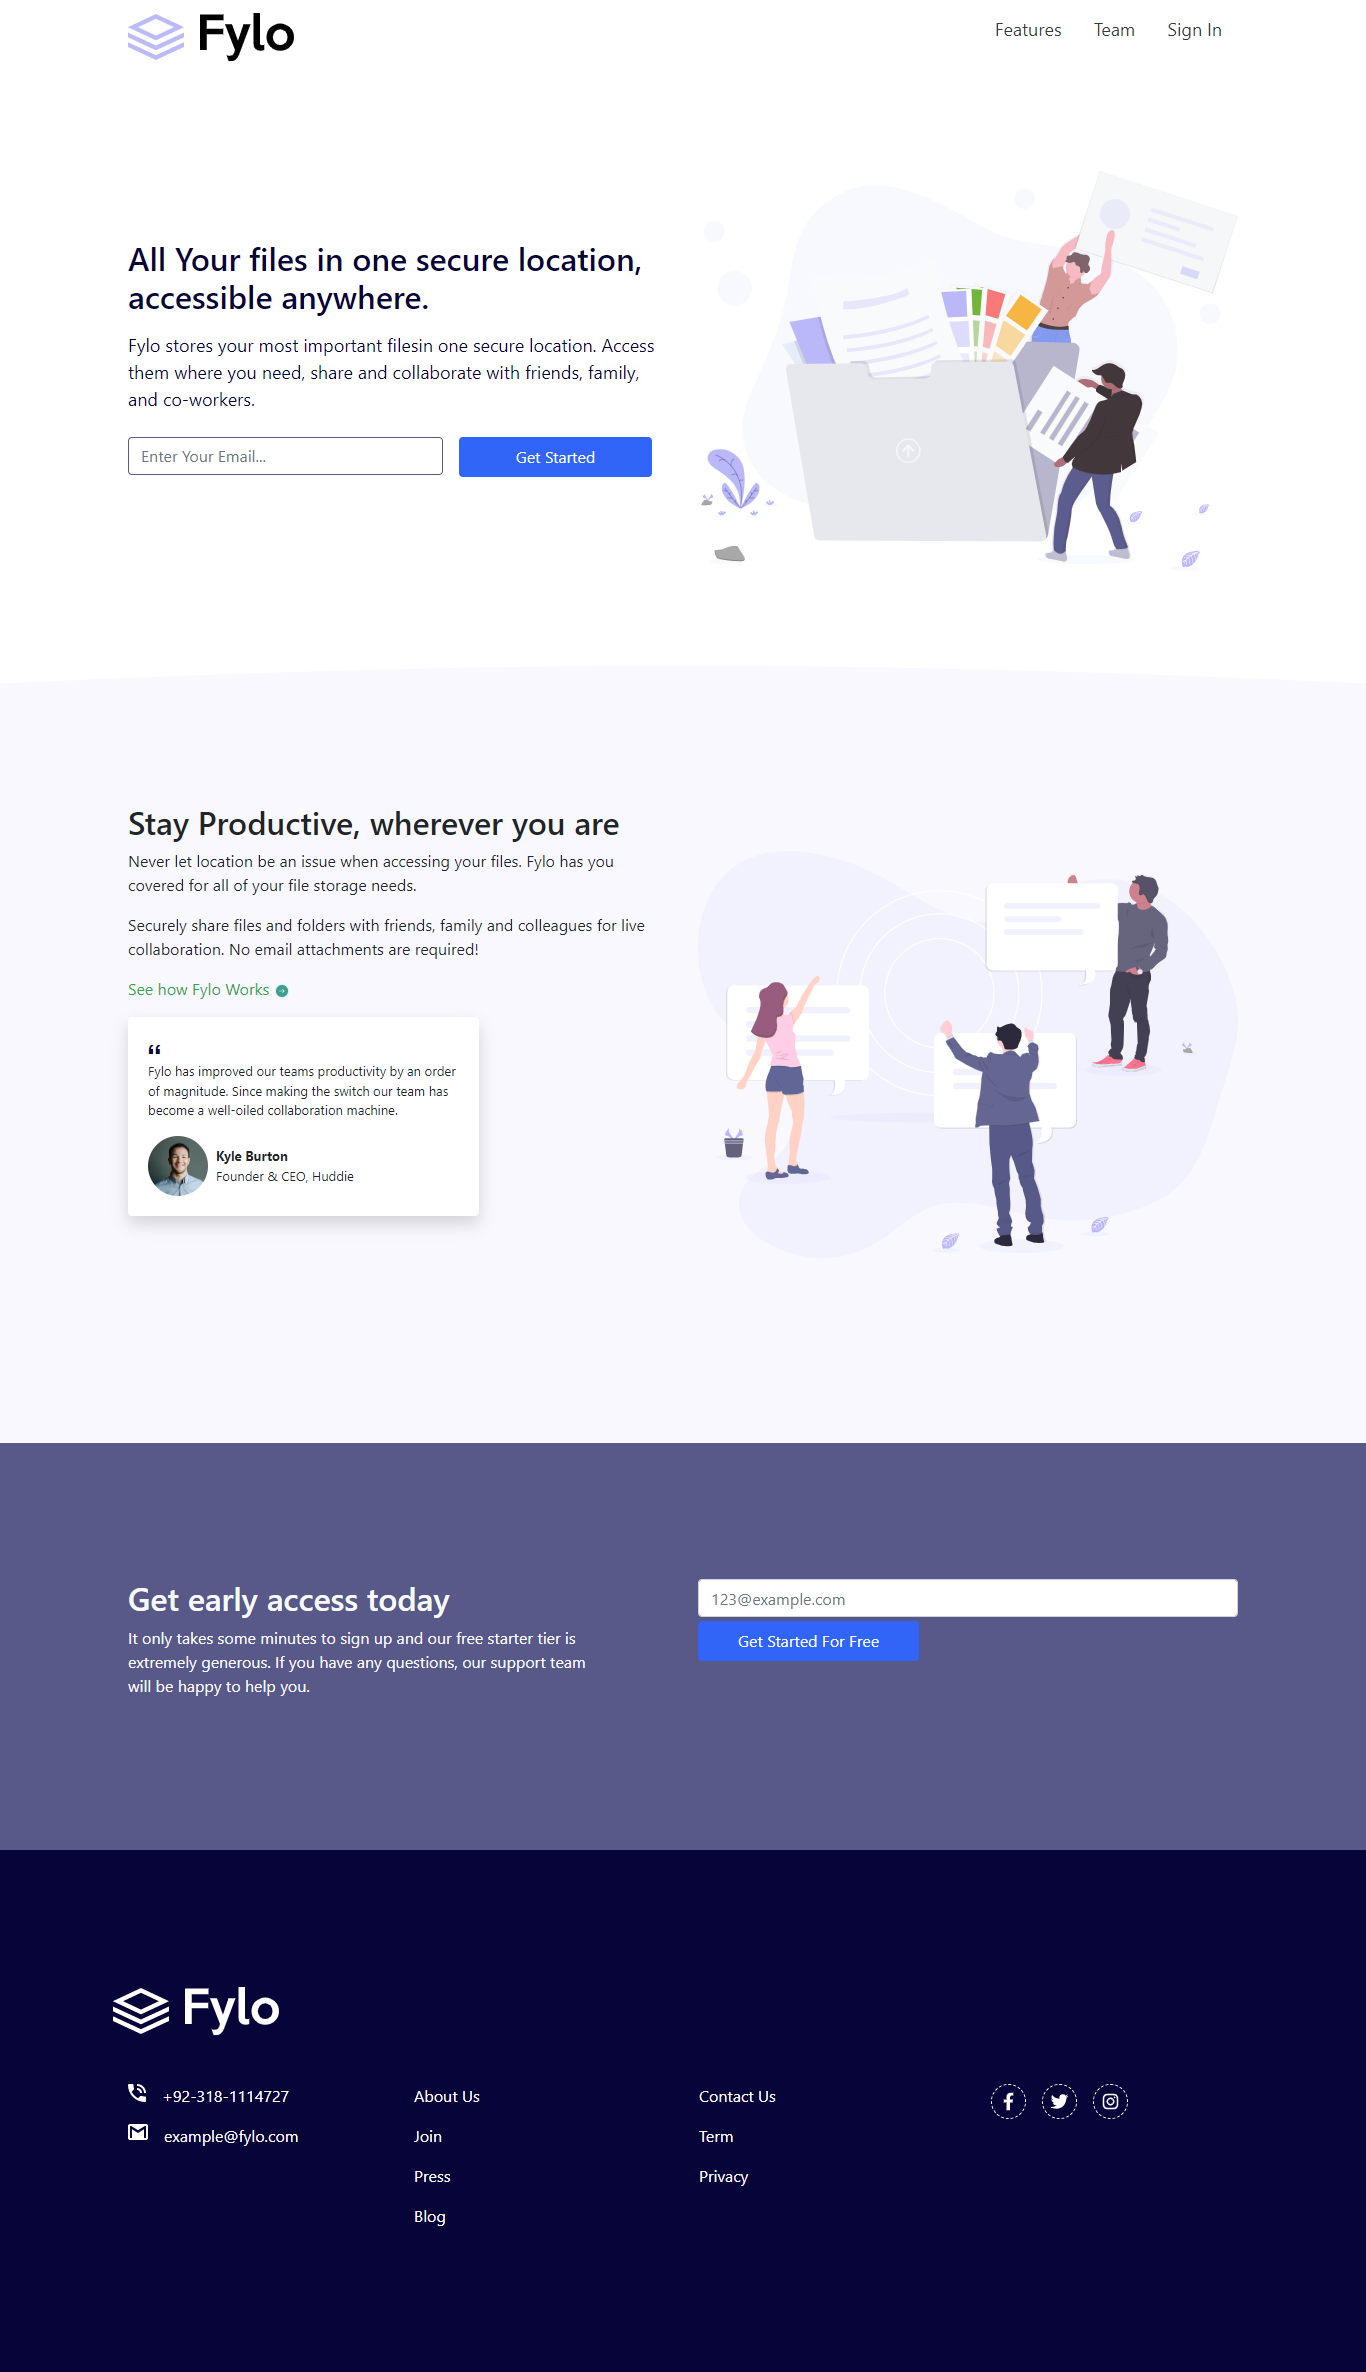 Fylo
Features Team Sign In
All Your files in one secure location,
accessible anywhere.
Fylo stores your most important filesin one secure location. Access
them where you need, share and collaborate with friends, family,
and co-workers.
Enter Your Email...
Get Started
Stay Productive, wherever you are
Never let location be an issue when accessing your files. Fylo has you
covered for all of your file storage needs.
Securely share files and folders with friends, family and colleagues for live
collaboration. No email attachments are required!
See how Fylo Works
“
Fylo has improved our teams productivity by an order
of magnitude. Since making the switch our team has
become a well-oiled collaboration machine.
Kyle Burton
Founder & CEO, Huddie
Get early access today
It only takes some minutes to sign up and our free starter tier is
extremely generous. If you have any questions, our support team
will be happy to help you.
123@example.com
Get Started For Free
Fylo
+92-318-1114727
example@fylo.com
About Us
Join
Press
Blog
Contact Us
Term
Privacy